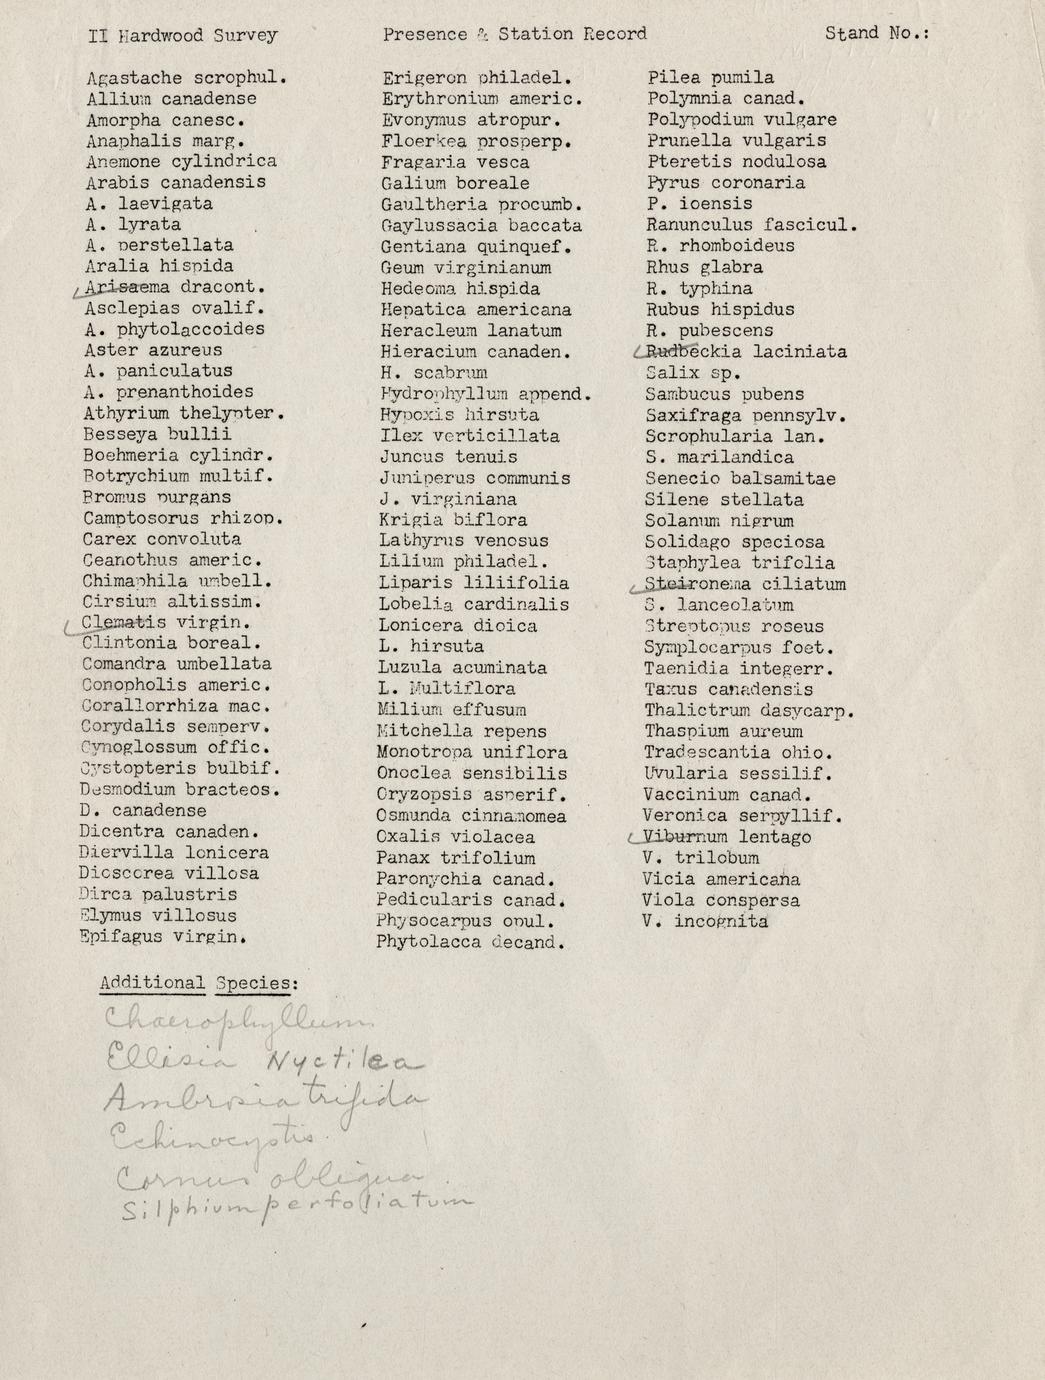 II Hardwood Survey
Presence & Station Record
Stand No.:
Agastache scrophul.
Allium canadense
Amorpha canesc.
Anaphalis marg.
Anemone cylindrica
Arabis canadensis
A. laevigata
A. lyrata
A. perstellata
Aralia hispida
Arisaema dracont.
Asclepias ovalif.
A. phytolaccoides
Aster azureus
A. paniculatus
A. prenanthoides
Athyrium thelypter.
Besseya bullii
Boehmeria cylindr.
Botrychium multif.
Bromus purgans
Camptosorus rhizop.
Carex convoluta
Ceanothus americ.
Chimaphila umbell.
Cirsium altissim.
Clematis virgin.
Clintonia boreal.
Comandra umbellata
Conopholis americ.
Corallorrhiza mac.
Corydalis semperv.
Cynoglossum offic.
Cystopteris bulbif.
Desmodium bracteos.
D. canadense
Dicentra canaden.
Diervilla lonicera
Dioscorea villosa
Dirca palustris
Elymus villosus
Epifagus virgin.
Erigeron philadel.
Erythronium americ.
Evonymus atropur.
Floerkea prosperp.
Fragaria vesca
Galium boreale
Gaultheria procumb.
Gaylussacia baccata
Gentiana quinquef.
Geum virginianum
Hedeoma hispida
Hepatica americana
Heracleum lanatum
Hieracium canaden.
H. scabrum
Hydrophyllum append.
Hypoxis hirsuta
Ilex verticillata
Juncus tenuis
Juniperus communis
J. virginiana
Krigia biflora
Lathyrus venosus
Lilium philadel.
Liparis liliifolia
Lobelia cardinalis
Lonicera dioica
L. hirsuta
Luzula acuminata
L. Multiflora
Milium effusum
Mitchella repens
Monotropa uniflora
Onoclea sensibilis
Oryzopsis asperif.
Osmunda cinnamomea
Oxalis violacea
Panax trifolium
Paronychia canad.
Pedicularis canad.
Physocarpus opul.
Phytolacca decand.
Pilea pumila
Polymnia canad.
Polypodium vulgare
Prunella vulgaris
Pteretis nodulosa
Pyrus coronaria
P. ioensis
Ranunculus fascicul.
R. rhomboideus
Rhus glabra
R. typhina
Rubus hispidus
R. pubescens
Rudbeckia laciniata
Salix sp.
Sambucus pubens
Saxifraga pennsylv.
Scrophularia lan.
S. marilandica
Senecio balsamitae
Silene stellata
Solanum nigrum
Solidago speciosa
Staphylea trifolia
Steironema ciliatum
S. lanceolatum
Streptopus roseus
Symplocarpus foet.
Taenidia integerr.
Taxus canadensis
Thalictrum dasycarp.
Thaspium aureum
Tradescantia ohio.
Uvularia sessilif.
Vaccinium canad.
Veronica serpyllif.
Viburnum lentago
V. trilobum
Vicia americana
Viola conspersa
V. incognita
Additional Species:
Chaerophyllum
Ellisia Nyctilea
Ambrosia trifida
Echinocystis.
Cornus obliqua.
Silphium perfoliatum